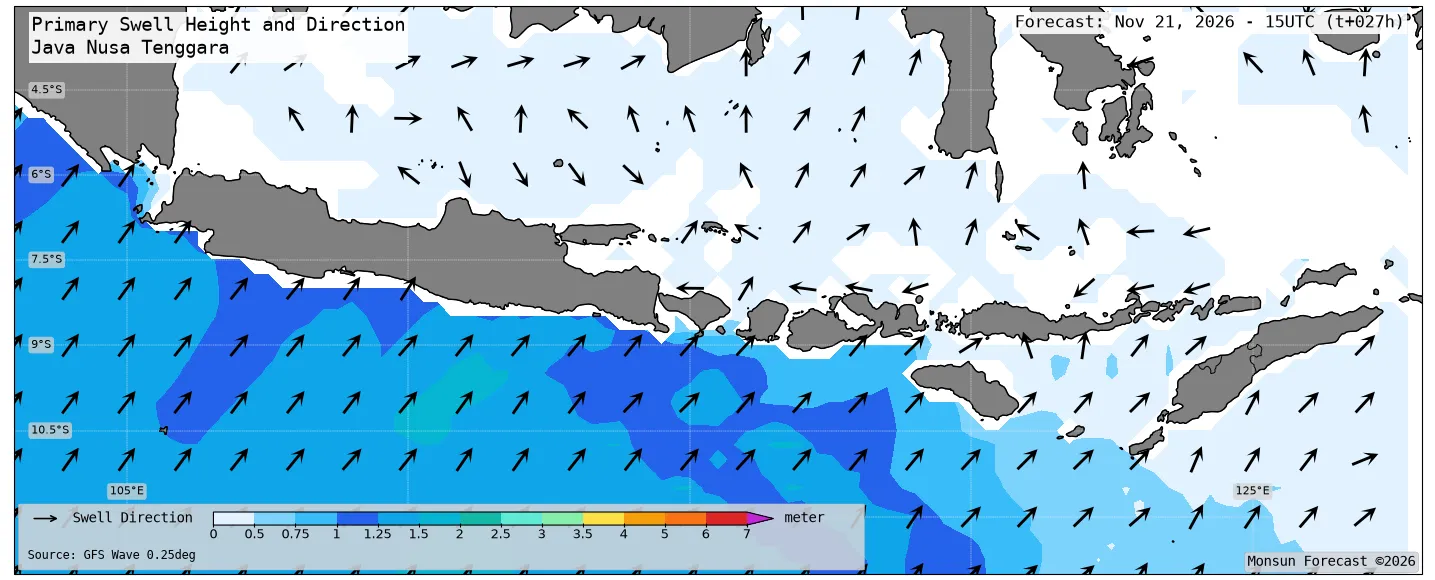 Primary Swell Height and Direction
Java Nusa Tenggara
Forecast: Nov 21, 2026 - 15UTC (t+027h)
4.5°S
6°S
7.5°S
9°S
10.5°S
105°E
125°E
Swell Direction
0 0.5 0.75 1 1.25 1.5 2 2.5 3 3.5 4 5 6 7
meter
Source: GFS Wave 0.25deg
Monsun Forecast ©2026